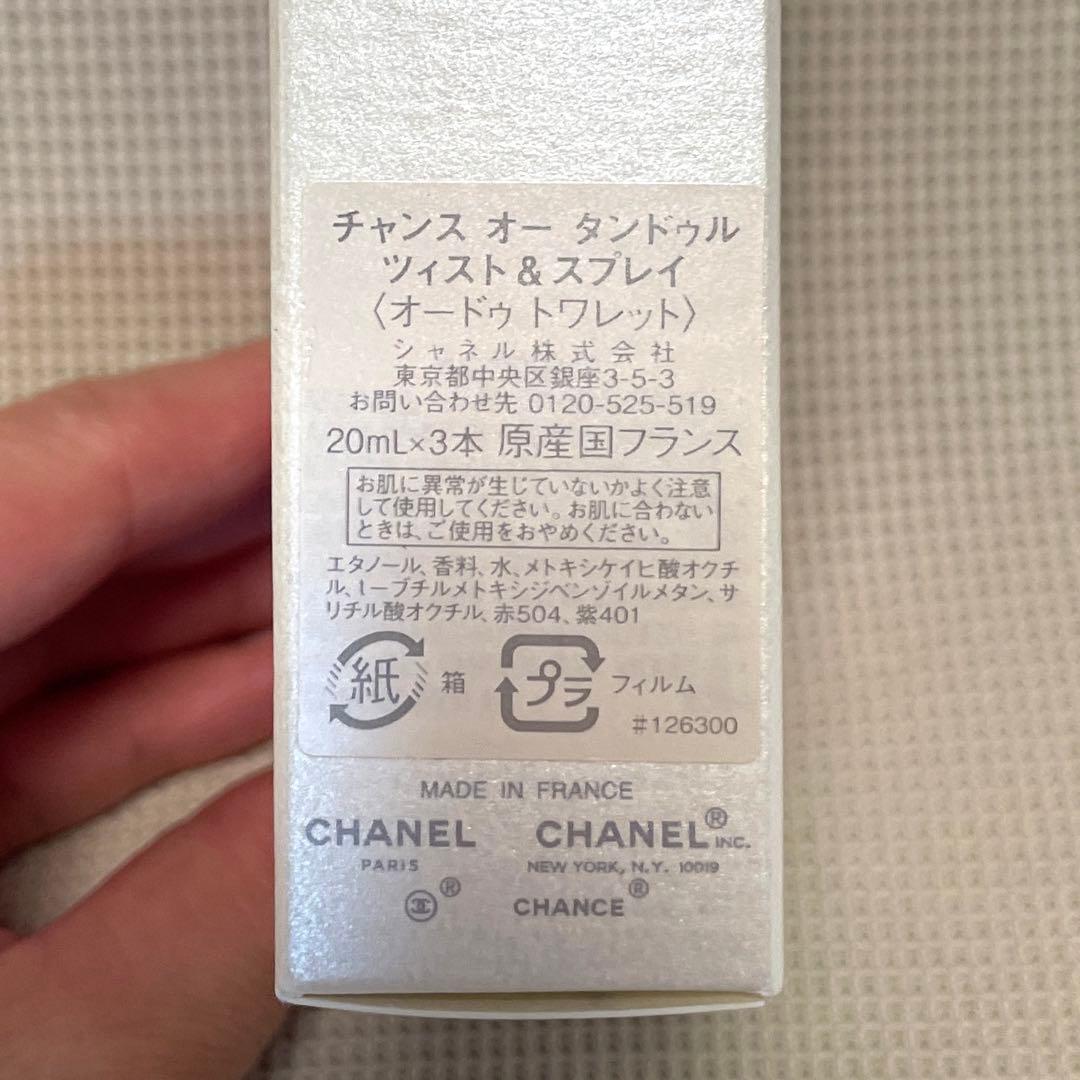 チャンス オー タンドゥル
ツィスト&スプレイ
〈オードゥ トワレット〉
シャネル株式会社
東京都中央区銀座3-5-3
お問い合わせ先 0120-525-519
20mL×3本 原産国フランス
お肌に異常が生じていないかよく注意
して使用してください。お肌に合わない
ときは、ご使用をおやめください。
エタノール、香料、水、メトキシケイヒ酸オクチ
ル、t-ブチルメトキシジベンゾイルメタン、サ
リチル酸オクチル、赤504、紫401
紙 箱 プラ フィルム
#126300
MADE IN FRANCE
CHANEL CHANEL® INC.
PARIS NEW YORK, N.Y. 10019
® CHANCE®